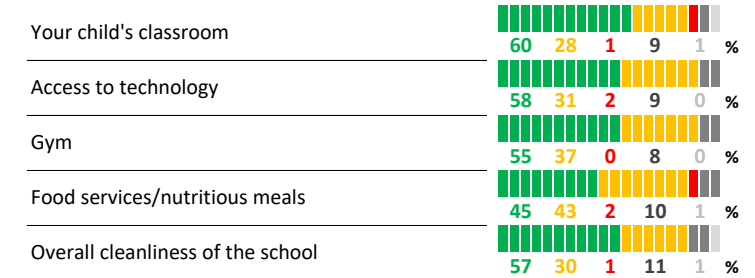 Your child's classroom
60 28 1 9 1 %
Access to technology
58 31 2 9 0 %
Gym
55 37 0 8 0 %
Food services/nutritious meals
45 43 2 10 1 %
Overall cleanliness of the school
57 30 1 11 1 %